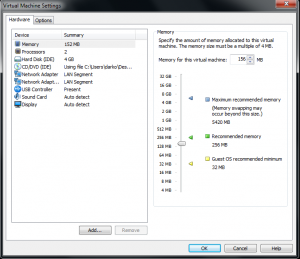 Virtual Machine Settings
Hardware
Options
Device Summary
Memory 152 MB
Processors 2
Hard Disk (IDE) 4 GB
CD/DVD (IDE) Using file C:\Users\darko\Des...
Network Adapter LAN Segment
Network Adapt... LAN Segment
USB Controller Present
Sound Card Auto detect
Display Auto detect
Add...
Remove
Memory
Specify the amount of memory allocated to this virtual
machine. The memory size must be a multiple of 4 MB.
Memory for this virtual machine: 156 MB
32 GB
16 GB
8 GB
4 GB
2 GB
1 GB
512 MB
256 MB
128 MB
64 MB
32 MB
16 MB
8 MB
4 MB
Maximum recommended memory
(Memory swapping may
occur beyond this size.)
5420 MB
Recommended memory
256 MB
Guest OS recommended minimum
32 MB
OK
Cancel
Help